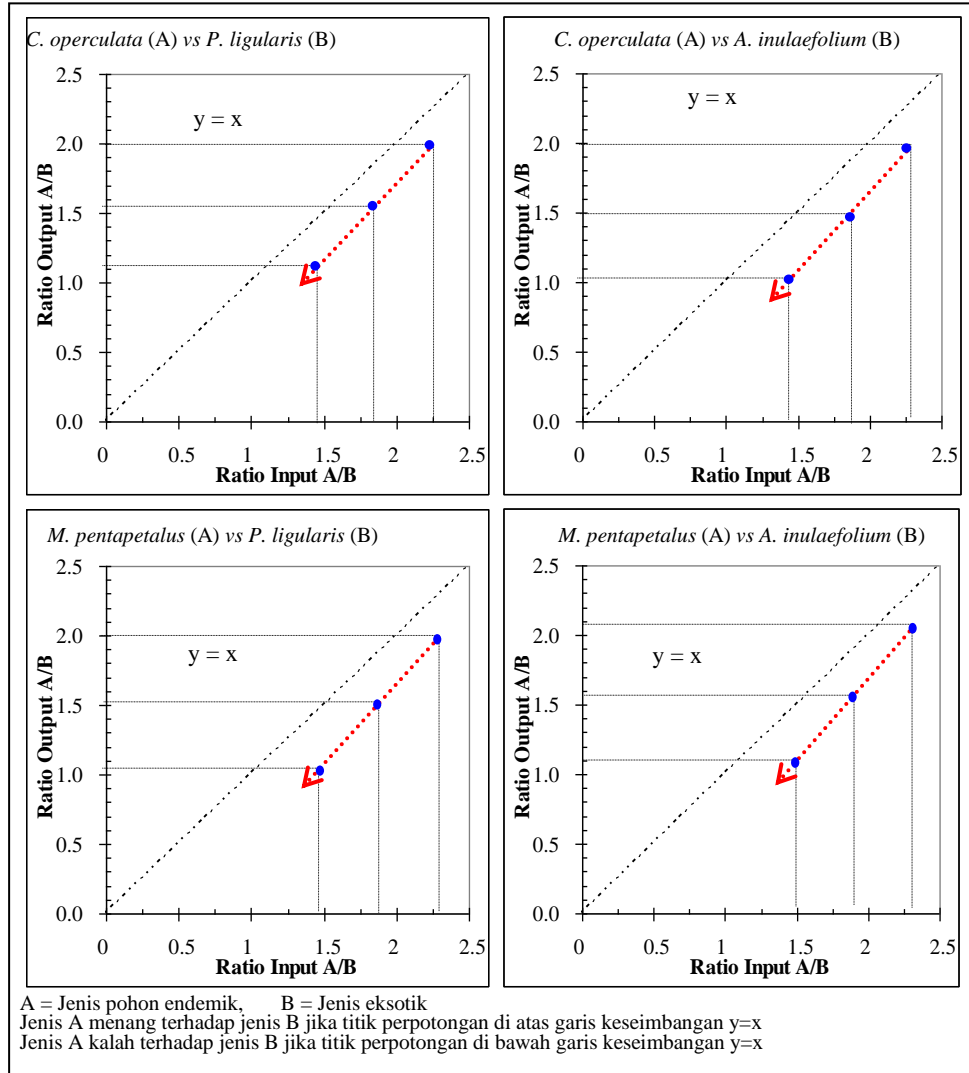 C. operculata (A) vs P. ligularis (B)
2.5
y = x
2.0
1.5
1.0
0.5
0.0
Ratio Output A/B
0 0.5 1 1.5 2 2.5
Ratio Input A/B
C. operculata (A) vs A. inulaefolium (B)
2.5
y = x
2.0
1.5
1.0
0.5
0.0
Ratio Output A/B
0 0.5 1 1.5 2 2.5
Ratio Input A/B
M. pentapetalus (A) vs P. ligularis (B)
2.5
2.0
y = x
1.5
1.0
0.5
0.0
Ratio Output A/B
0 0.5 1 1.5 2 2.5
Ratio Input A/B
M. pentapetalus (A) vs A. inulaefolium (B)
2.5
2.0
y = x
1.5
1.0
0.5
0.0
Ratio Output A/B
0 0.5 1 1.5 2 2.5
Ratio Input A/B
A = Jenis pohon endemik, B = Jenis eksotik
Jenis A menang terhadap jenis B jika titik perpotongan di atas garis keseimbangan y=x
Jenis A kalah terhadap jenis B jika titik perpotongan di bawah garis keseimbangan y=x